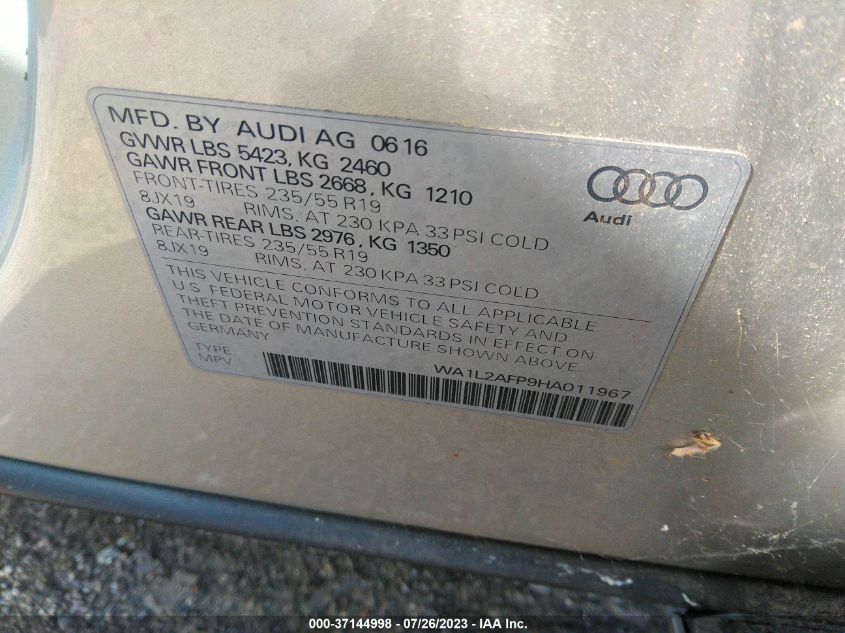 MFD. BY AUDI AG 0616
GVWR LBS 5423, KG 2460
GAWR FRONT LBS 2668, KG 1210
FRONT-TIRES 235/55 R19
8JX19 RIMS, AT 230 KPA 33 PSI COLD
GAWR REAR LBS 2976, KG 1350
REAR-TIRES 235/55 R19
8JX19 RIMS, AT 230 KPA 33 PSI COLD
THIS VEHICLE CONFORMS TO ALL APPLICABLE
U.S. FEDERAL MOTOR VEHICLE SAFETY AND
THEFT PREVENTION STANDARDS IN EFFECT ON
THE DATE OF MANUFACTURE SHOWN ABOVE.
GERMANY
TYPE
MPV
WA1L2AFP9HA011967
Audi
000-37144998 - 07/26/2023 - IAA Inc.